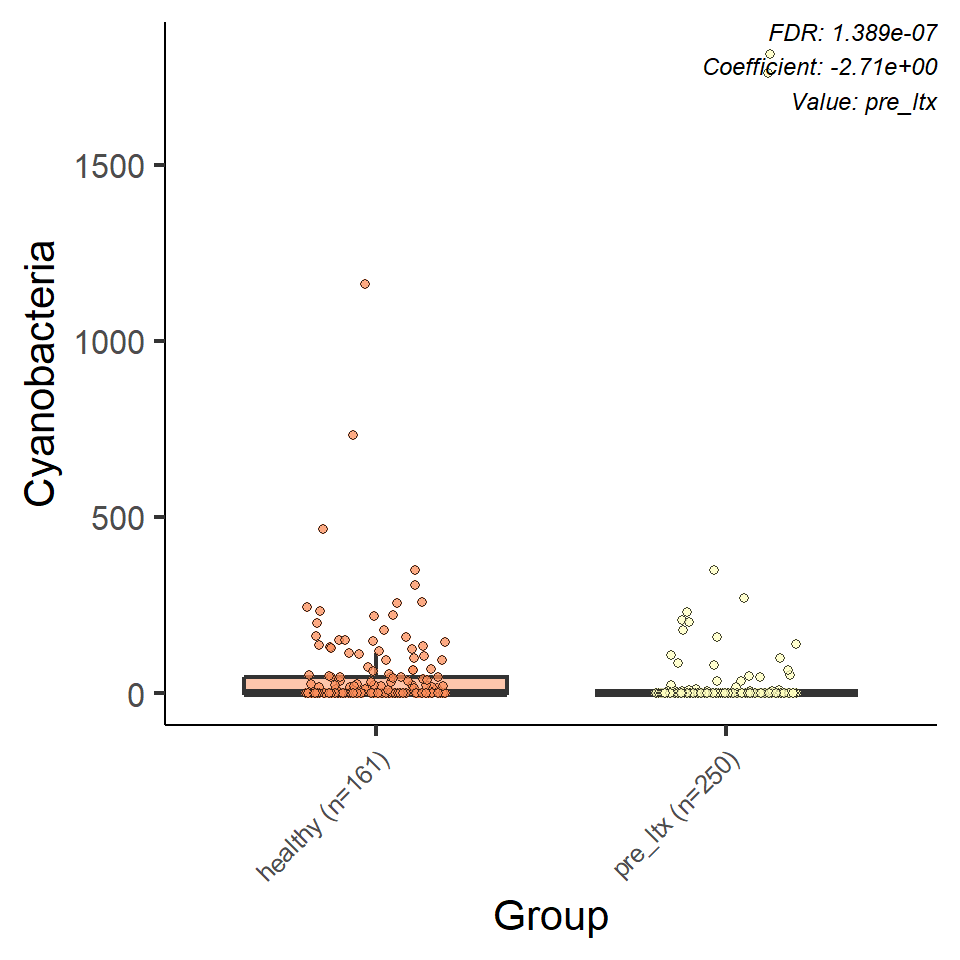 FDR: 1.389e-07
Coefficient: -2.71e+00
Value: pre_ltx
1500
1000
500
0
Cyanobacteria
healthy (n=161)
pre_ltx (n=250)
Group